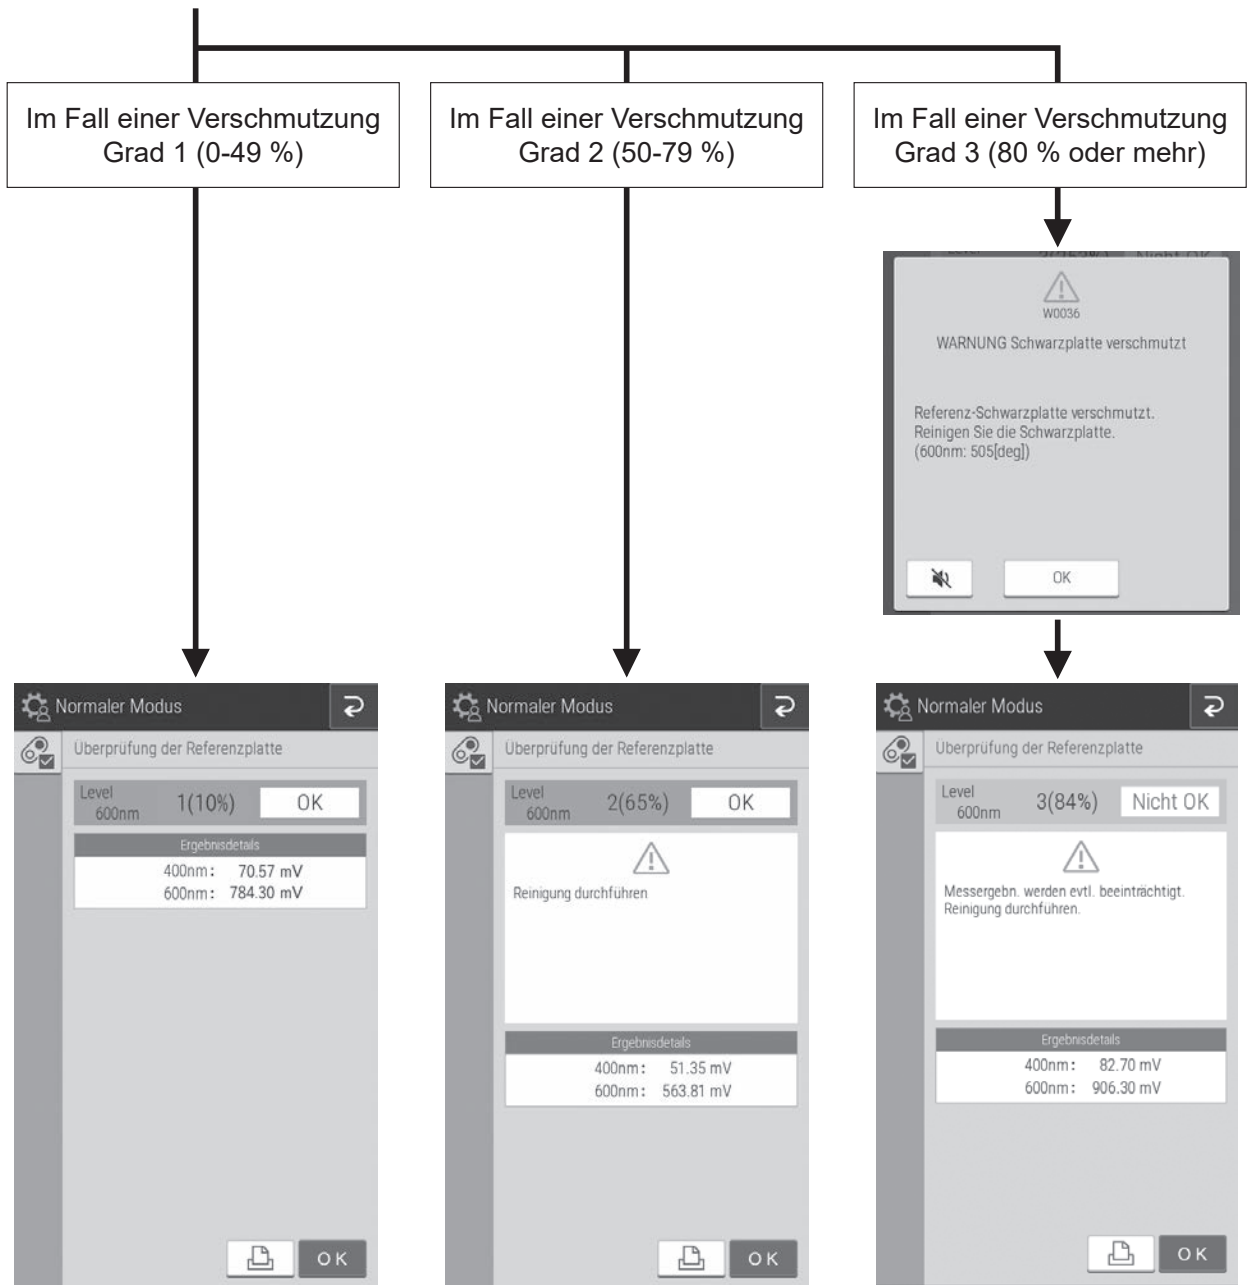 Im Fall einer Verschmutzung
Grad 1 (0-49 %)
Im Fall einer Verschmutzung
Grad 2 (50-79 %)
Im Fall einer Verschmutzung
Grad 3 (80 % oder mehr)
W0036
WARNUNG Schwarzplatte verschmutzt
Referenz-Schwarzplatte verschmutzt.
Reinigen Sie die Schwarzplatte.
(600nm: 505[deg])
OK
Normaler Modus
Überprüfung der Referenzplatte
Level
600nm
1(10%)
OK
Ergebnisdetails
400nm: 70.57 mV
600nm: 784.30 mV
OK
Normaler Modus
Überprüfung der Referenzplatte
Level
600nm
2(65%)
OK
Reinigung durchführen
Ergebnisdetails
400nm: 51.35 mV
600nm: 563.81 mV
OK
Normaler Modus
Überprüfung der Referenzplatte
Level
600nm
3(84%)
Nicht OK
Messergebn. werden evtl. beeinträchtigt.
Reinigung durchführen.
Ergebnisdetails
400nm: 82.70 mV
600nm: 906.30 mV
OK